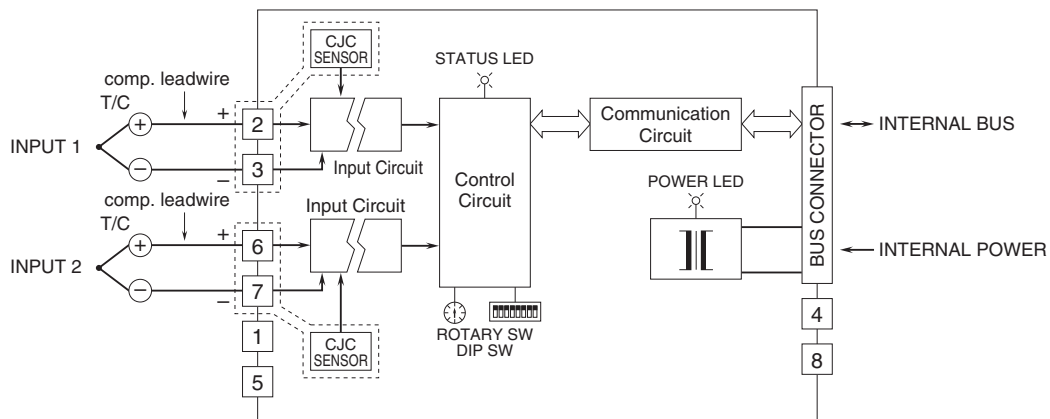 CJC
SENSOR
STATUS LED
comp. leadwire
T/C
+
+
2
INPUT 1
Input Circuit
−
−
3
Control
Circuit
Communication
Circuit
BUS CONNECTOR
INTERNAL BUS
comp. leadwire
T/C
+
+
6
INPUT 2
Input Circuit
−
−
7
POWER LED
INTERNAL POWER
1
5
CJC
SENSOR
ROTARY SW
DIP SW
4
8